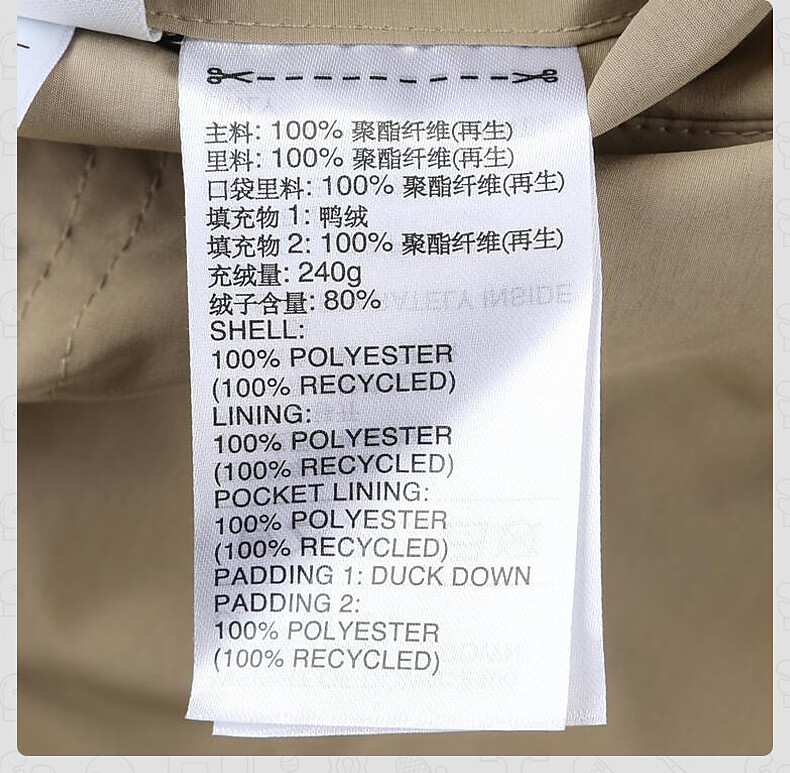 主料: 100% 聚酯纤维(再生)
里料: 100% 聚酯纤维(再生)
口袋里料: 100% 聚酯纤维(再生)
填充物 1: 鸭绒
填充物 2: 100% 聚酯纤维(再生)
充绒量: 240g
绒子含量: 80%
SHELL:
100% POLYESTER
(100% RECYCLED)
LINING:
100% POLYESTER
(100% RECYCLED)
POCKET LINING:
100% POLYESTER
(100% RECYCLED)
PADDING 1: DUCK DOWN
PADDING 2:
100% POLYESTER
(100% RECYCLED)